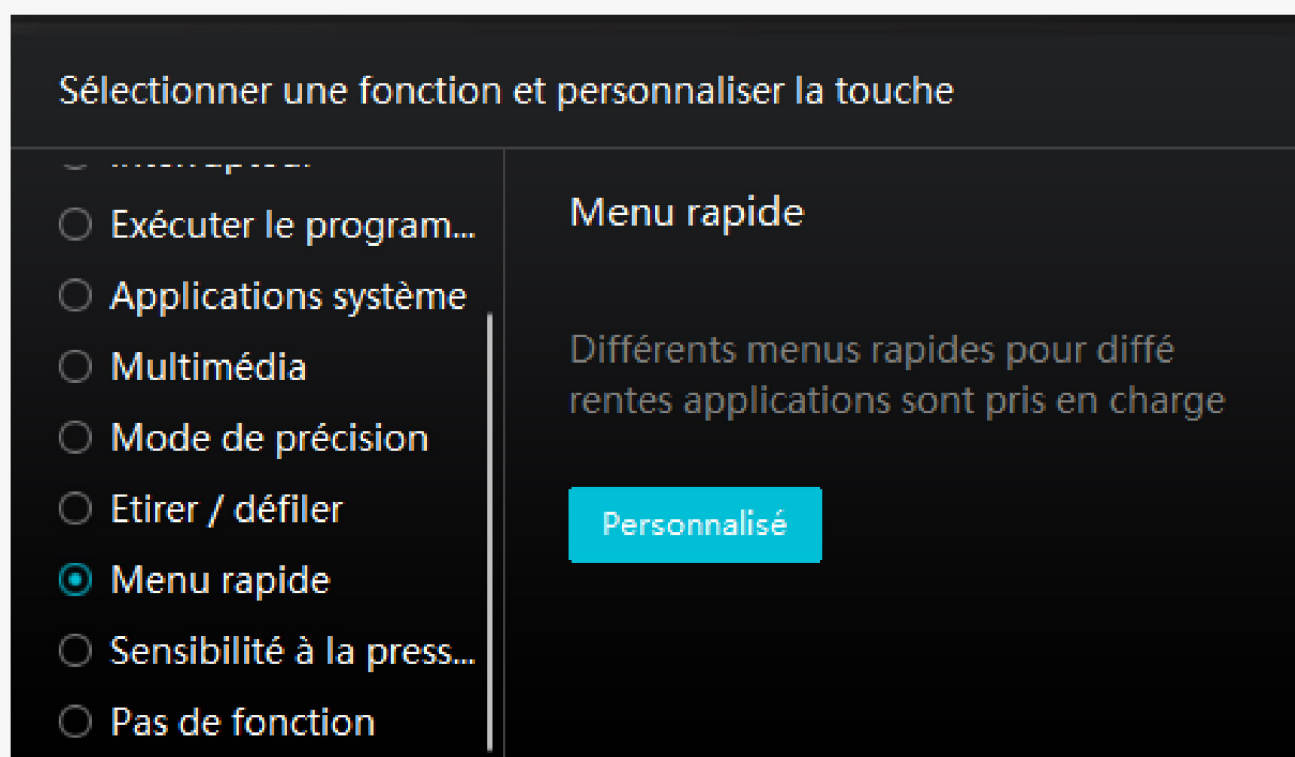 Sélectionner une fonction et personnaliser la touche
Exécuter le program...
Applications système
Multimédia
Mode de précision
Etirer / défiler
Menu rapide
Sensibilité à la press...
Pas de fonction
Menu rapide
Différents menus rapides pour diffé
rentes applications sont pris en charge
Personnalisé